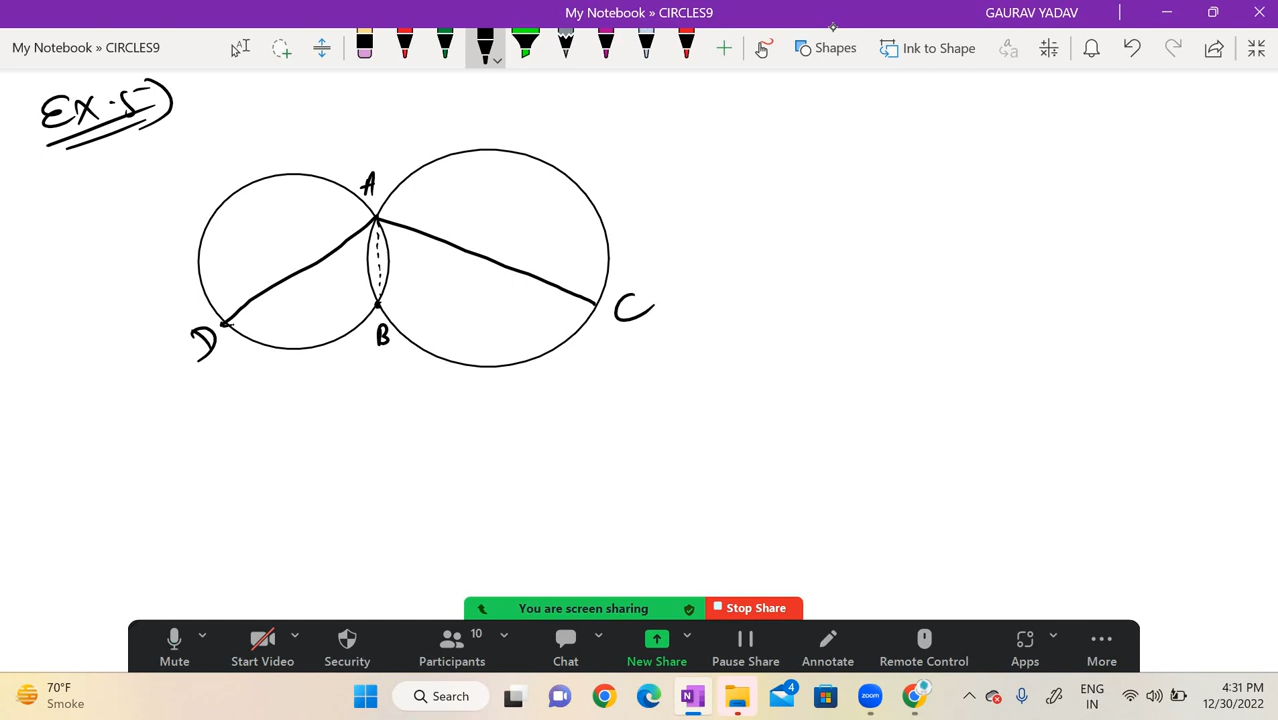 My Notebook » CIRCLES9
GAURAV YADAV
My Notebook » CIRCLES9
Shapes
Ink to Shape
EX-5)
A
D
B
C
You are screen sharing
Stop Share
10
Mute
Start Video
Security
Participants
Chat
New Share
Pause Share
Annotate
Remote Control
Apps
More
70°F
Smoke
Search
4
zoom
ENG
IN
4:31 PM
12/30/2022